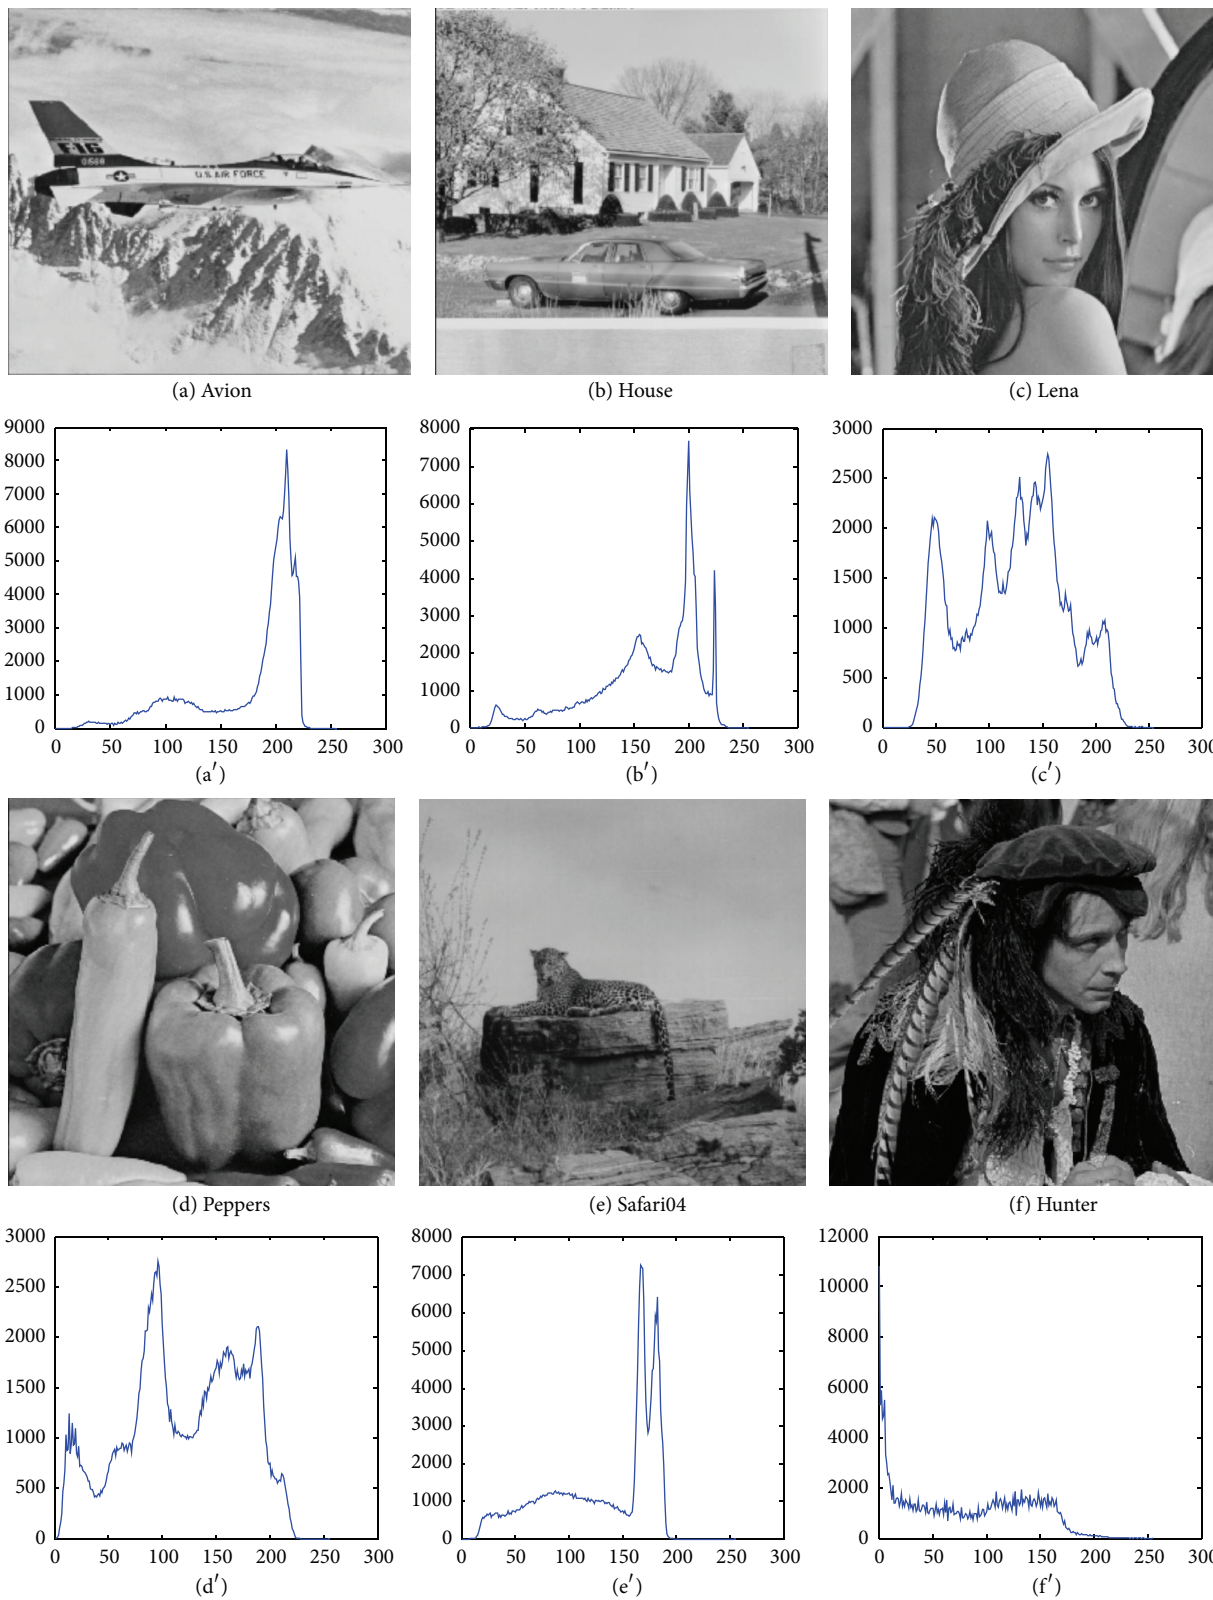 F-16
01568
U.S. AIR FORCE
(a) Avion
(b) House
(c) Lena
9000
8000
7000
6000
5000
4000
3000
2000
1000
0
0 50 100 150 200 250 300
(a′)
8000
7000
6000
5000
4000
3000
2000
1000
0
0 50 100 150 200 250 300
(b′)
3000
2500
2000
1500
1000
500
0
0 50 100 150 200 250 300
(c′)
(d) Peppers
(e) Safari04
(f) Hunter
3000
2500
2000
1500
1000
500
0
0 50 100 150 200 250 300
(d′)
8000
7000
6000
5000
4000
3000
2000
1000
0
0 50 100 150 200 250 300
(e′)
12000
10000
8000
6000
4000
2000
0
0 50 100 150 200 250 300
(f′)